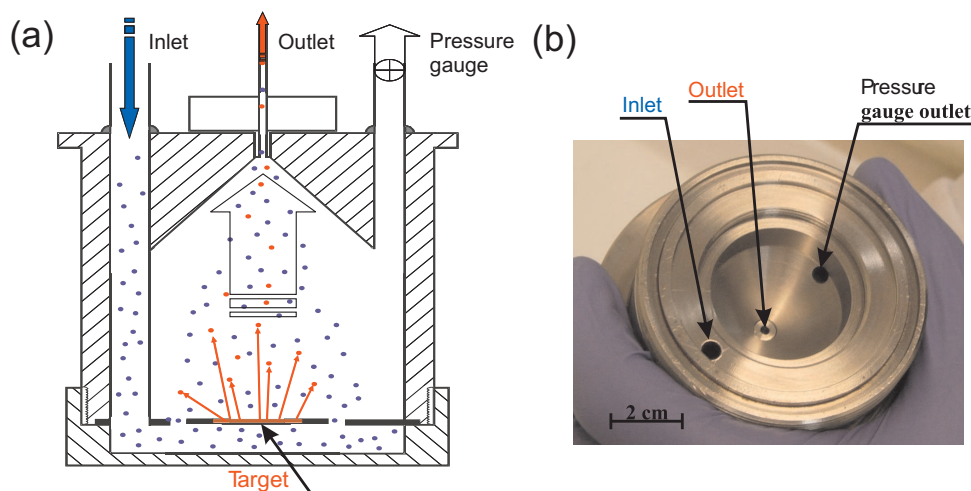 (a)
Inlet
Outlet
Pressure
gauge
Target
(b)
Inlet
Outlet
Pressure
gauge outlet
2 cm